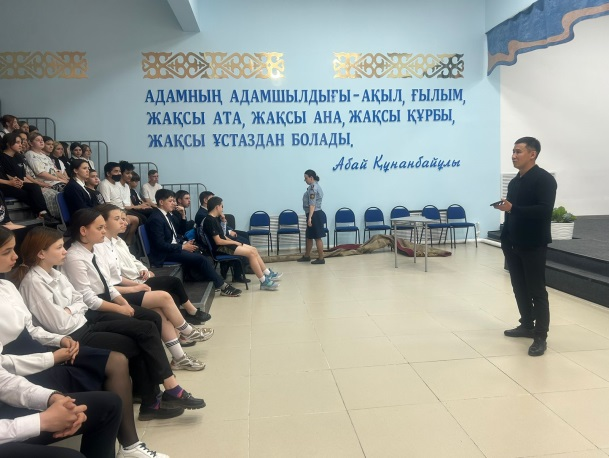 АДАМНЫҢ АДАМШЫЛДЫҒЫ-АҚЫЛ, ҒЫЛЫМ,
ЖАҚСЫ АТА, ЖАҚСЫ АНА, ЖАҚСЫ ҚҰРБЫ,
ЖАҚСЫ ҰСТАЗДАН БОЛАДЫ.
Абай Құнанбайұлы